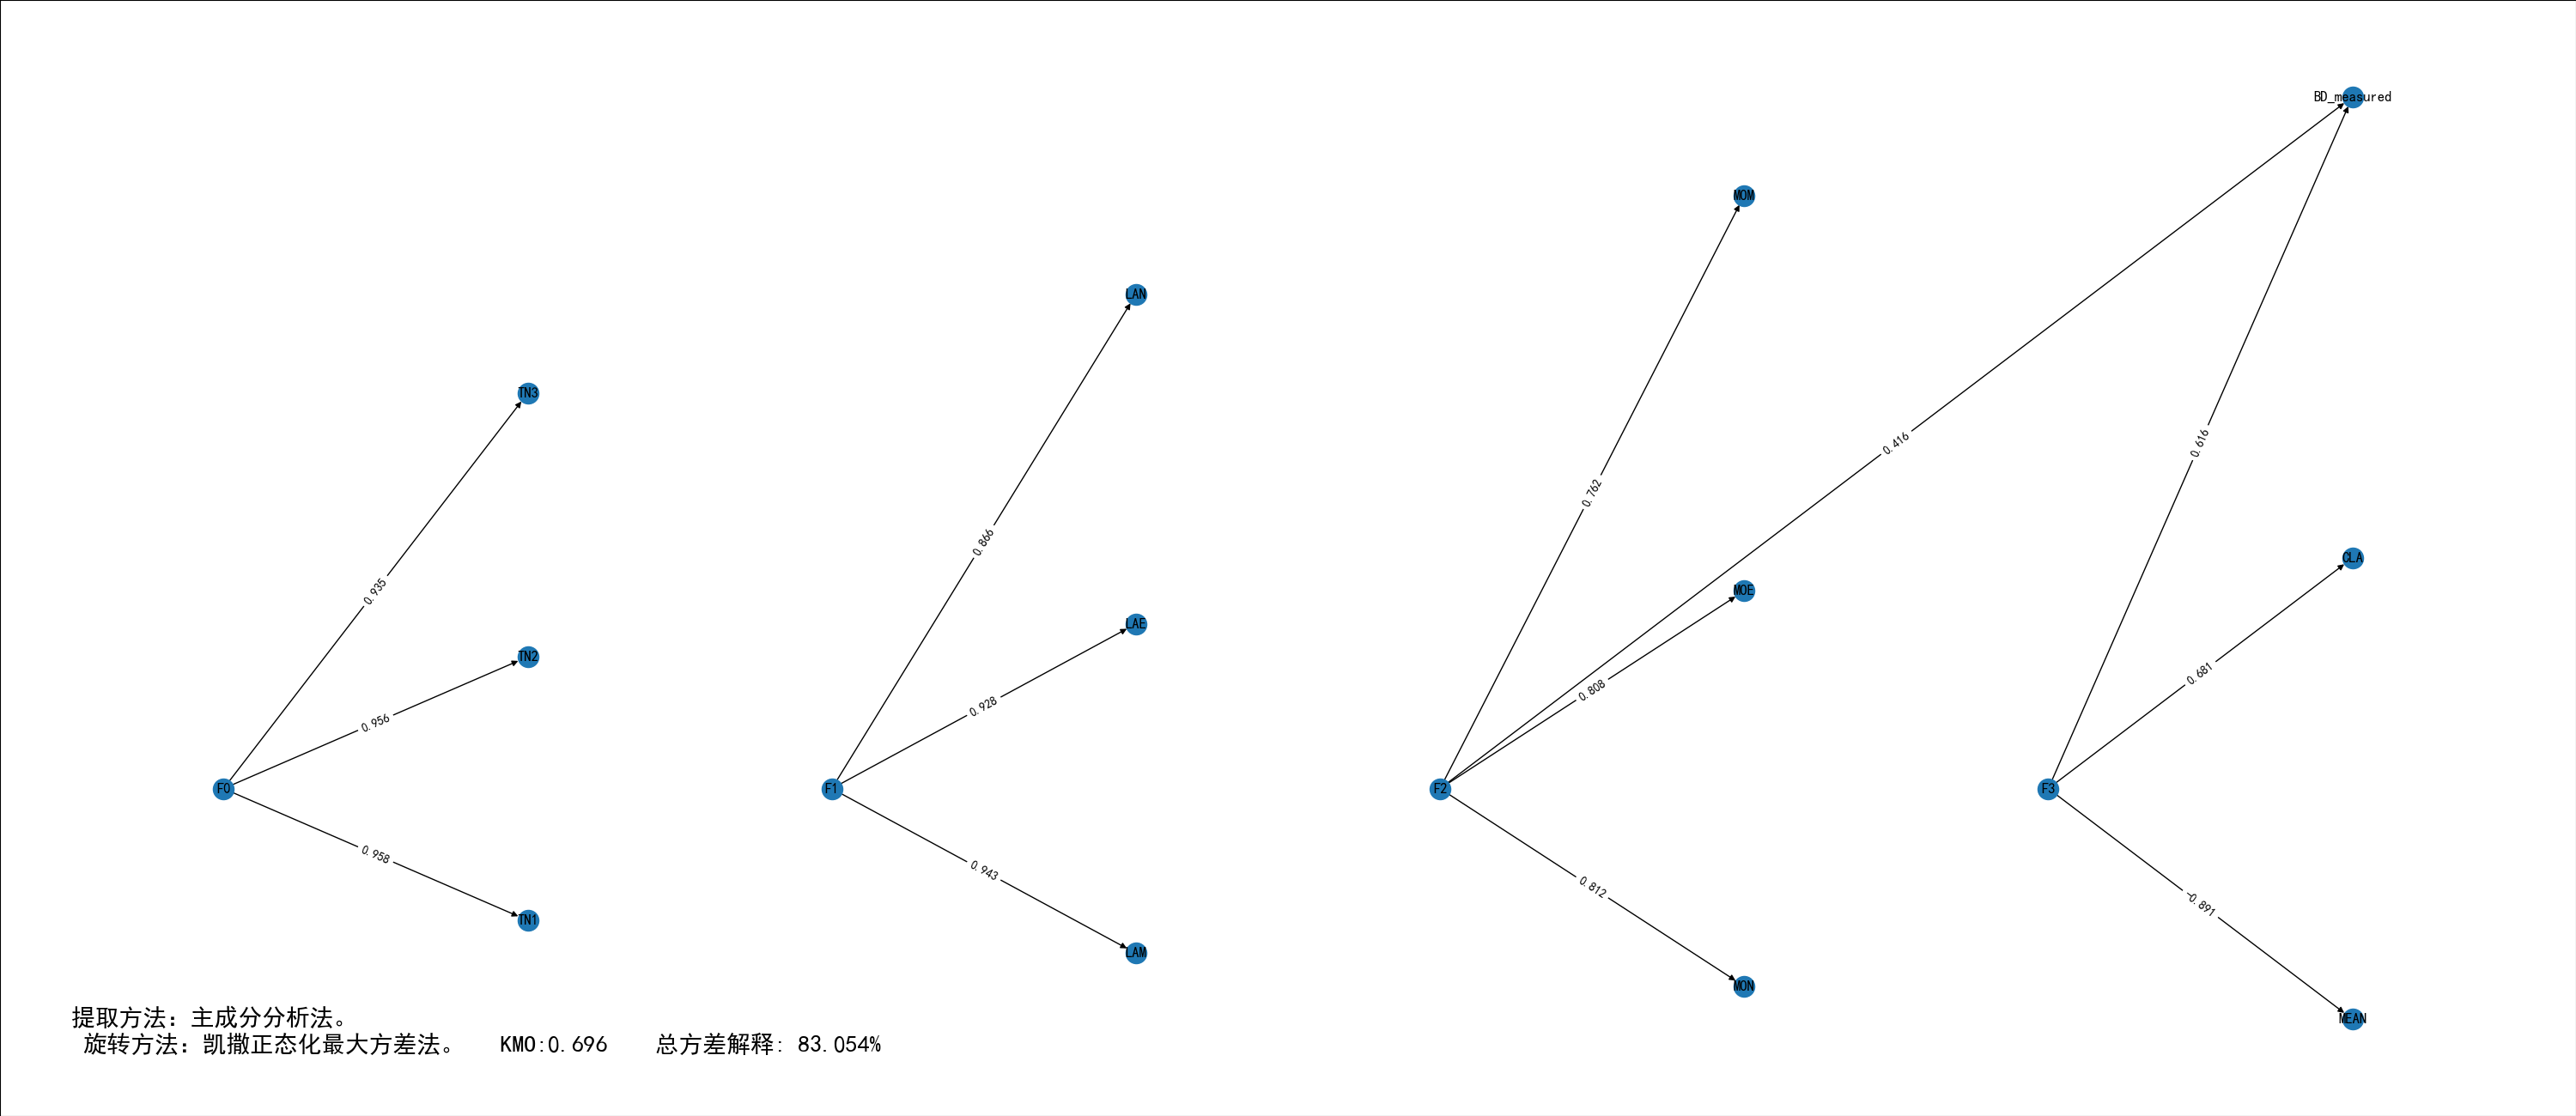 BD_measured
MOM
LAN
TN3
0.416
0.616
0.762
0.866
CLA
MOE
0.935
LAE
TN2
0.681
0.808
0.928
0.956
F0
F1
F2
F3
0.958
0.943
0.812
-0.891
TN1
LAM
MON
MEAN
提取方法：主成分分析法。
旋转方法：凯撒正态化最大方差法。 KMO:0.696 总方差解释: 83.054%